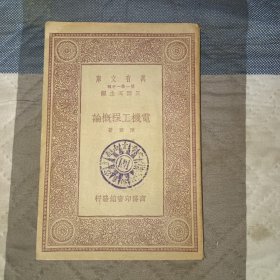 萬有文庫
第一集一千種
王雲五主編
電機工程概論
著
商務印書館發行